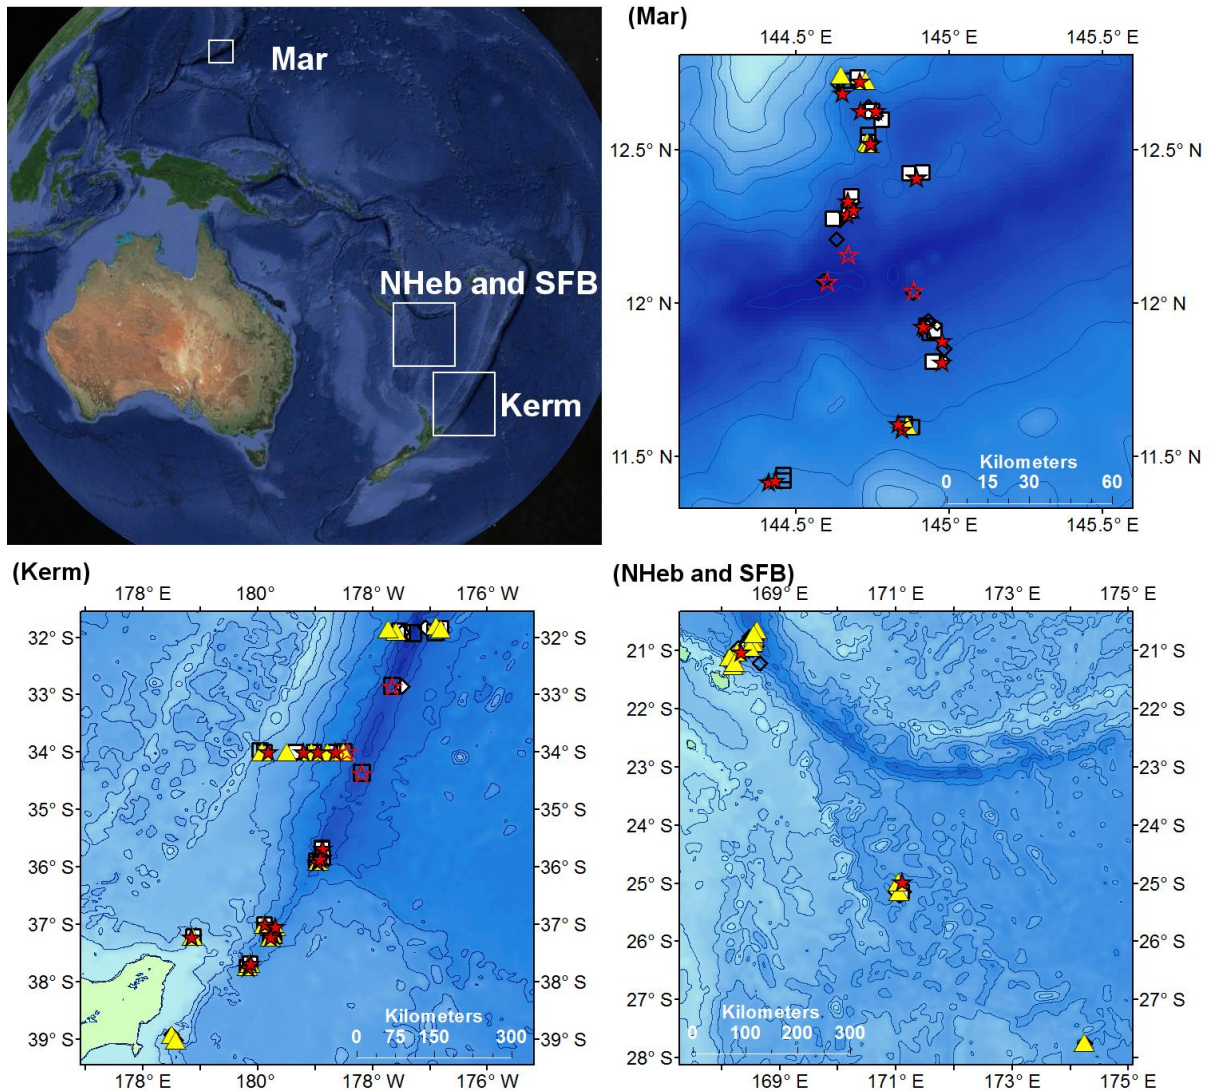 Mar
NHeb and SFB
Kerm
(Mar)
144.5° E 145° E 145.5° E
12.5° N 12.5° N
12° N 12° N
11.5° N 11.5° N
Kilometers
0 15 30 60
144.5° E 145° E 145.5° E
(Kerm)
178° E 180° 178° W 176° W
32° S 32° S
33° S 33° S
34° S 34° S
35° S 35° S
36° S 36° S
37° S 37° S
38° S 38° S
39° S 39° S
Kilometers
0 75 150 300
178° E 180° 178° W 176° W
(NHeb and SFB)
169° E 171° E 173° E 175° E
21° S 21° S
22° S 22° S
23° S 23° S
24° S 24° S
25° S 25° S
26° S 26° S
27° S 27° S
28° S 28° S
Kilometers
0 100 200 300
169° E 171° E 173° E 175° E